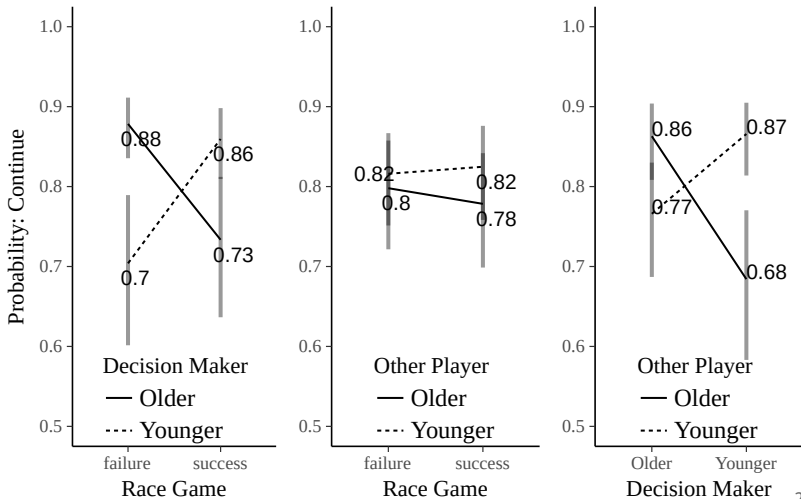 Probability: Continue
1.0
0.9
0.8
0.7
0.6
0.5
0.88
0.86
0.7
0.73
Decision Maker
Older
Younger
failure success
Race Game
1.0
0.9
0.8
0.7
0.6
0.5
0.82
0.82
0.8
0.78
Other Player
Older
Younger
failure success
Race Game
1.0
0.9
0.8
0.7
0.6
0.5
0.86
0.87
0.77
0.68
Other Player
Older
Younger
Older Younger
Decision Maker